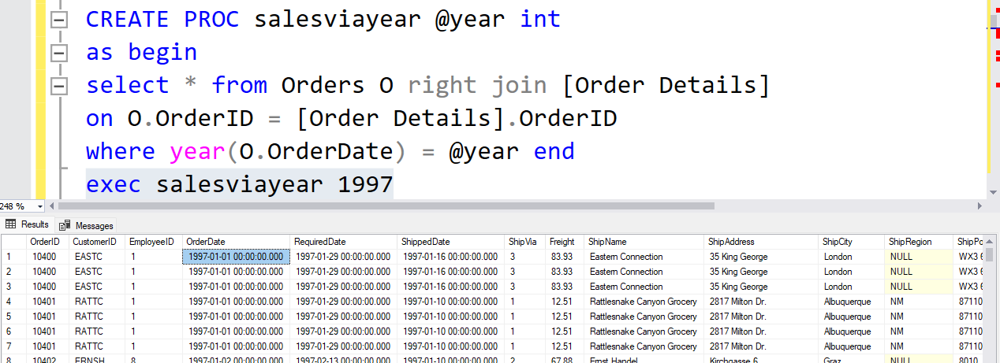 CREATE PROC salesviayear @year int
as begin
select * from Orders O right join [Order Details]
on O.OrderID = [Order Details].OrderID
where year(O.OrderDate) = @year end
exec salesviayear 1997
248 %
Results Messages
OrderID CustomerID EmployeeID OrderDate RequiredDate ShippedDate ShipVia Freight ShipName ShipAddress ShipCity ShipRegion ShipPo
1 10400 EASTC 1 1997-01-01 00:00:00.000 1997-01-29 00:00:00.000 1997-01-16 00:00:00.000 3 83.93 Eastern Connection 35 King George London NULL WX3 6
2 10400 EASTC 1 1997-01-01 00:00:00.000 1997-01-29 00:00:00.000 1997-01-16 00:00:00.000 3 83.93 Eastern Connection 35 King George London NULL WX3 6
3 10400 EASTC 1 1997-01-01 00:00:00.000 1997-01-29 00:00:00.000 1997-01-16 00:00:00.000 3 83.93 Eastern Connection 35 King George London NULL WX3 6
4 10401 RATTC 1 1997-01-01 00:00:00.000 1997-01-29 00:00:00.000 1997-01-10 00:00:00.000 1 12.51 Rattlesnake Canyon Grocery 2817 Milton Dr. Albuquerque NM 87110
5 10401 RATTC 1 1997-01-01 00:00:00.000 1997-01-29 00:00:00.000 1997-01-10 00:00:00.000 1 12.51 Rattlesnake Canyon Grocery 2817 Milton Dr. Albuquerque NM 87110
6 10401 RATTC 1 1997-01-01 00:00:00.000 1997-01-29 00:00:00.000 1997-01-10 00:00:00.000 1 12.51 Rattlesnake Canyon Grocery 2817 Milton Dr. Albuquerque NM 87110
7 10401 RATTC 1 1997-01-01 00:00:00.000 1997-01-29 00:00:00.000 1997-01-10 00:00:00.000 1 12.51 Rattlesnake Canyon Grocery 2817 Milton Dr. Albuquerque NM 87110
8 10402 ERNSH 8 1997-01-02 00:00:00.000 1997-02-13 00:00:00.000 1997-01-10 00:00:00.000 2 67.88 Ernst Handel Kirchgasse 6 Graz NULL 8010